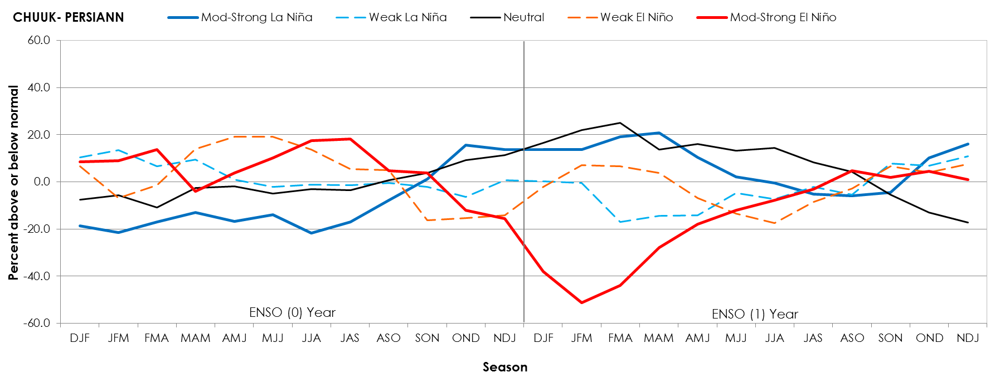 CHUUK- PERSIANN
Mod-Strong La Niña
Weak La Niña
Neutral
Weak El Niño
Mod-Strong El Niño
Percent above or below normal
60.0
40.0
20.0
0.0
-20.0
-40.0
-60.0
ENSO (0) Year
ENSO (1) Year
DJF JFM FMA MAM AMJ MJJ JJA JAS ASO SON OND NDJ DJF JFM FMA MAM AMJ MJJ JJA JAS ASO SON OND NDJ
Season